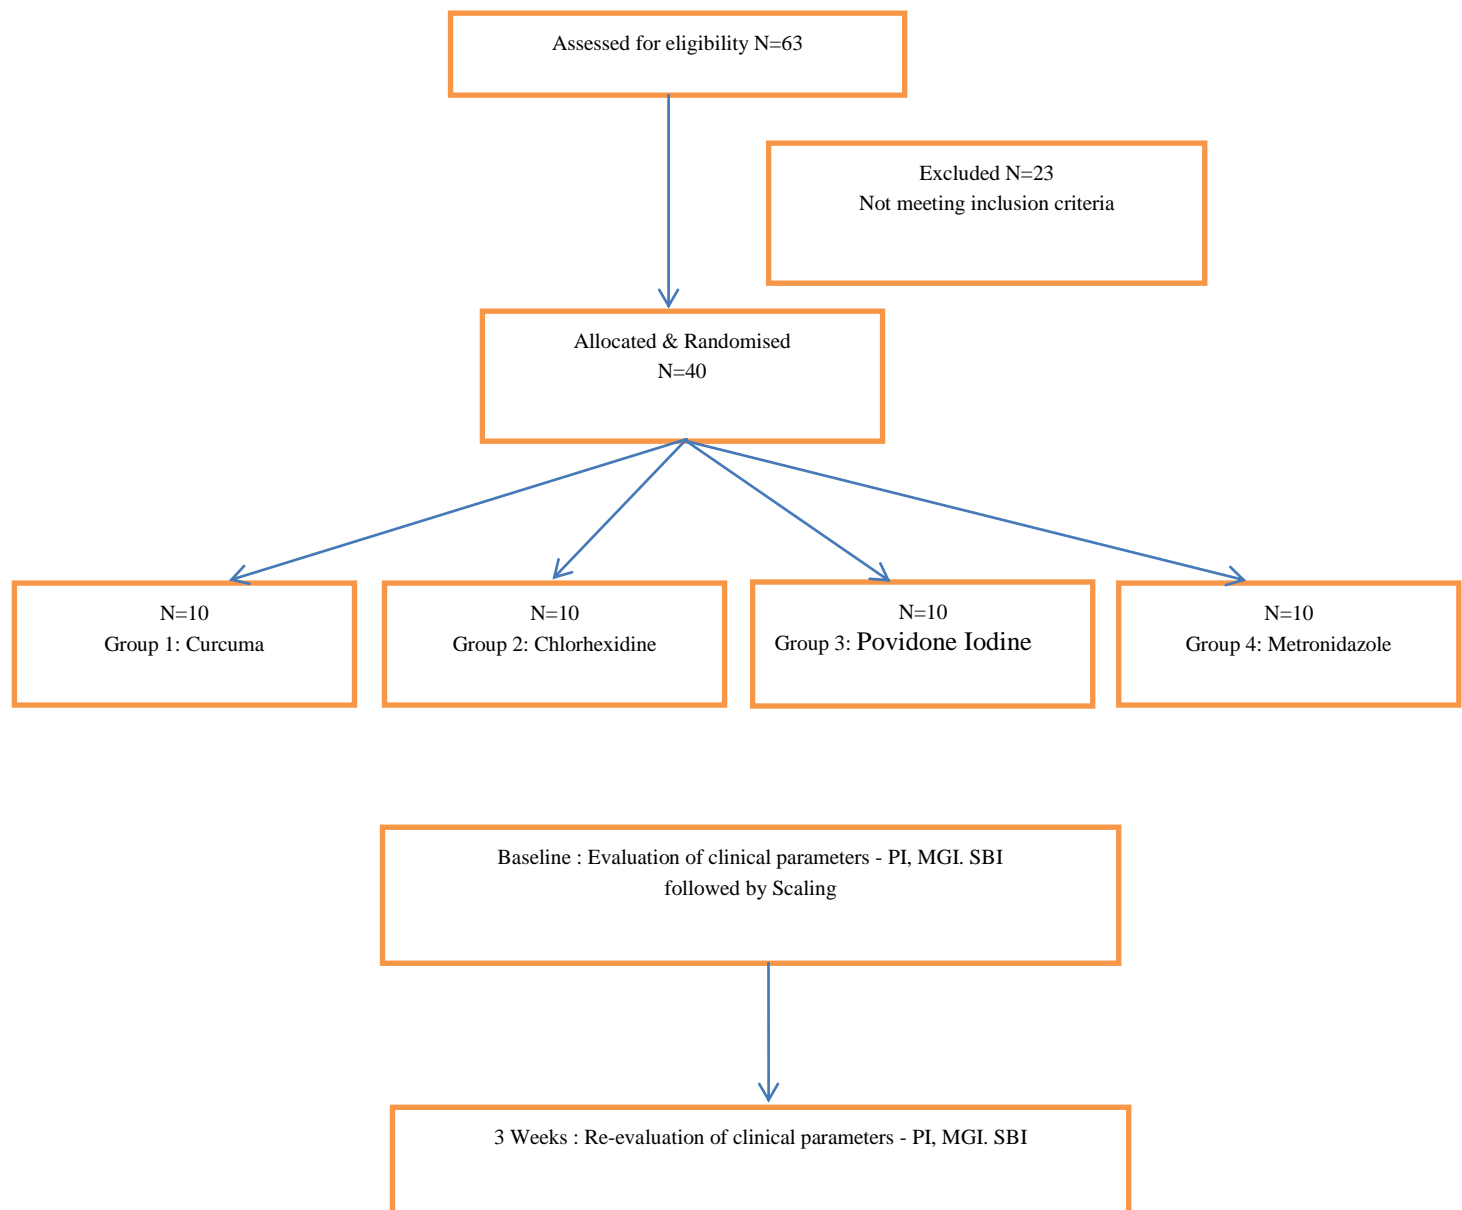 Assessed for eligibility N=63
Excluded N=23
Not meeting inclusion criteria
Allocated & Randomised
N=40
N=10
Group 1: Curcuma
N=10
Group 2: Chlorhexidine
N=10
Group 3: Povidone Iodine
N=10
Group 4: Metronidazole
Baseline : Evaluation of clinical parameters - PI, MGI. SBI
followed by Scaling
3 Weeks : Re-evaluation of clinical parameters - PI, MGI. SBI